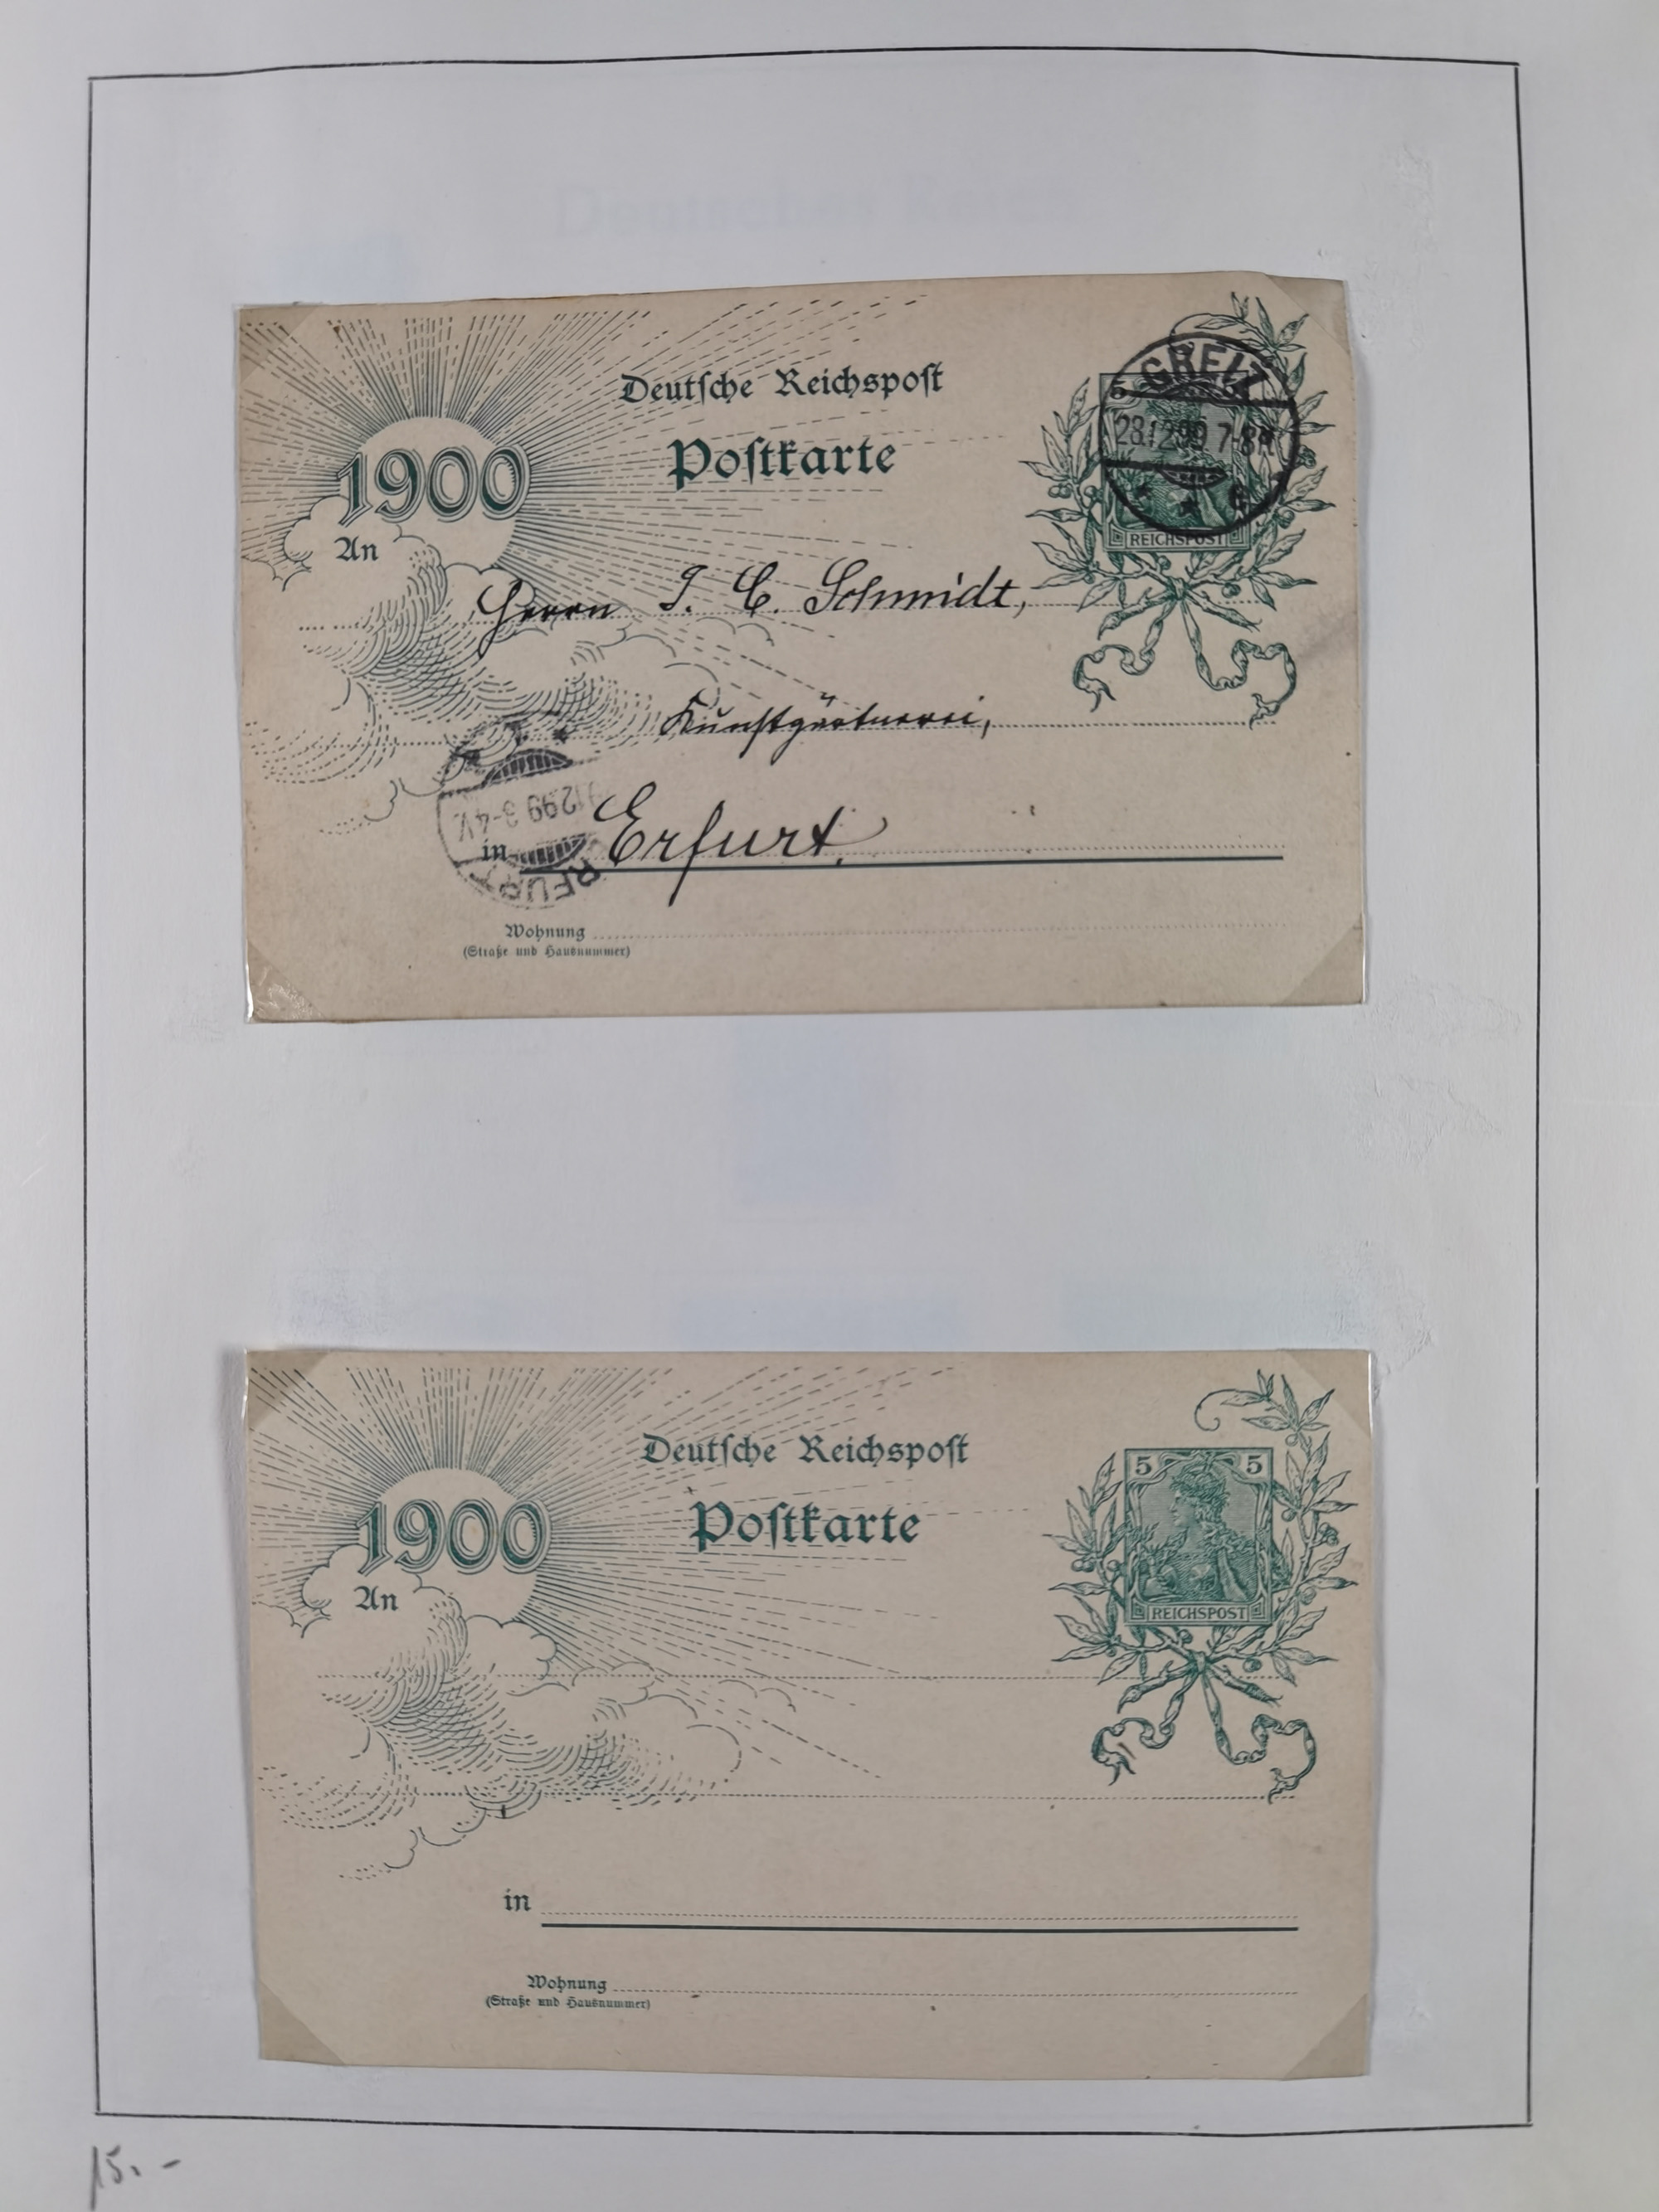 Deutsche Reichspost
Postkarte
1900
An
5
GREIZ
28.12.99. 7-8N.
REICHSPOST
Herrn J. C. Schmidt,
Kunstgärtnerei,
12.99 3-4V.
in Erfurt.
ERFURT
Wohnung
(Straße und Hausnummer)
Deutsche Reichspost
Postkarte
1900
An
5 5
REICHSPOST
in
Wohnung
(Straße und Hausnummer)
15.-